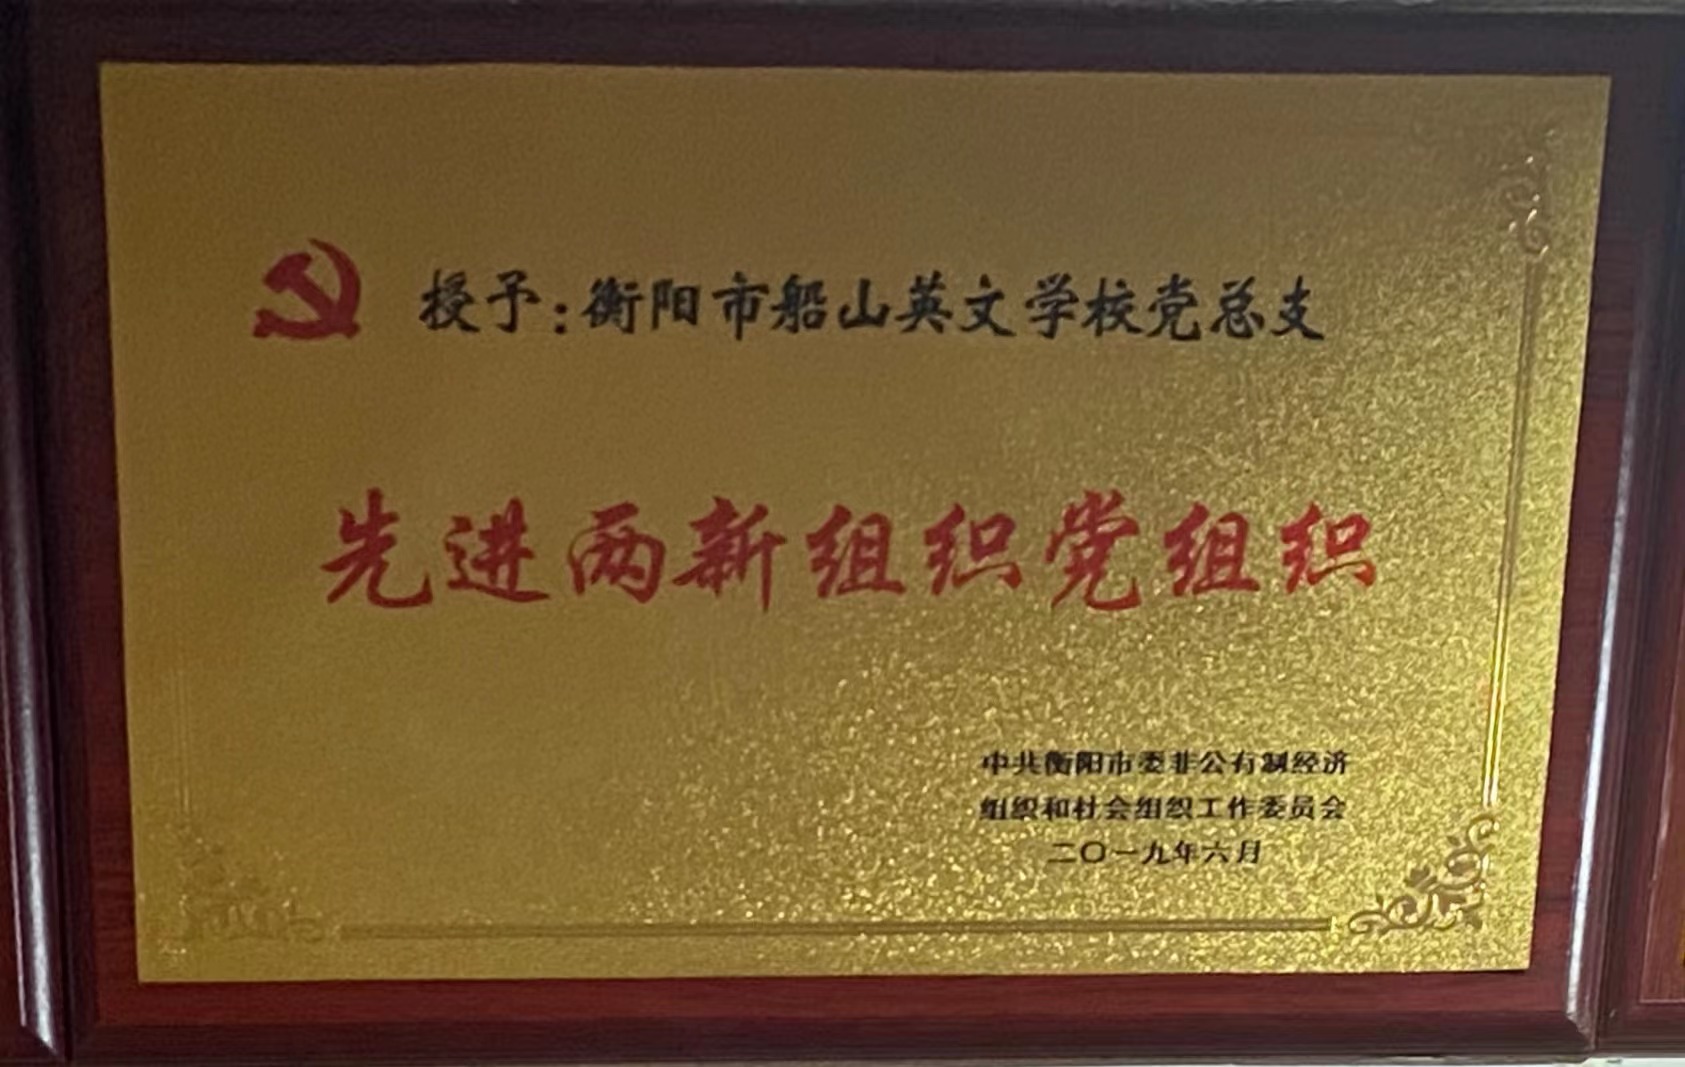 授予:衡阳市船山英文学校党总支
先进两新组织党组织
中共衡阳市委非公有制经济
组织和社会组织工作委员会
二〇一九年六月